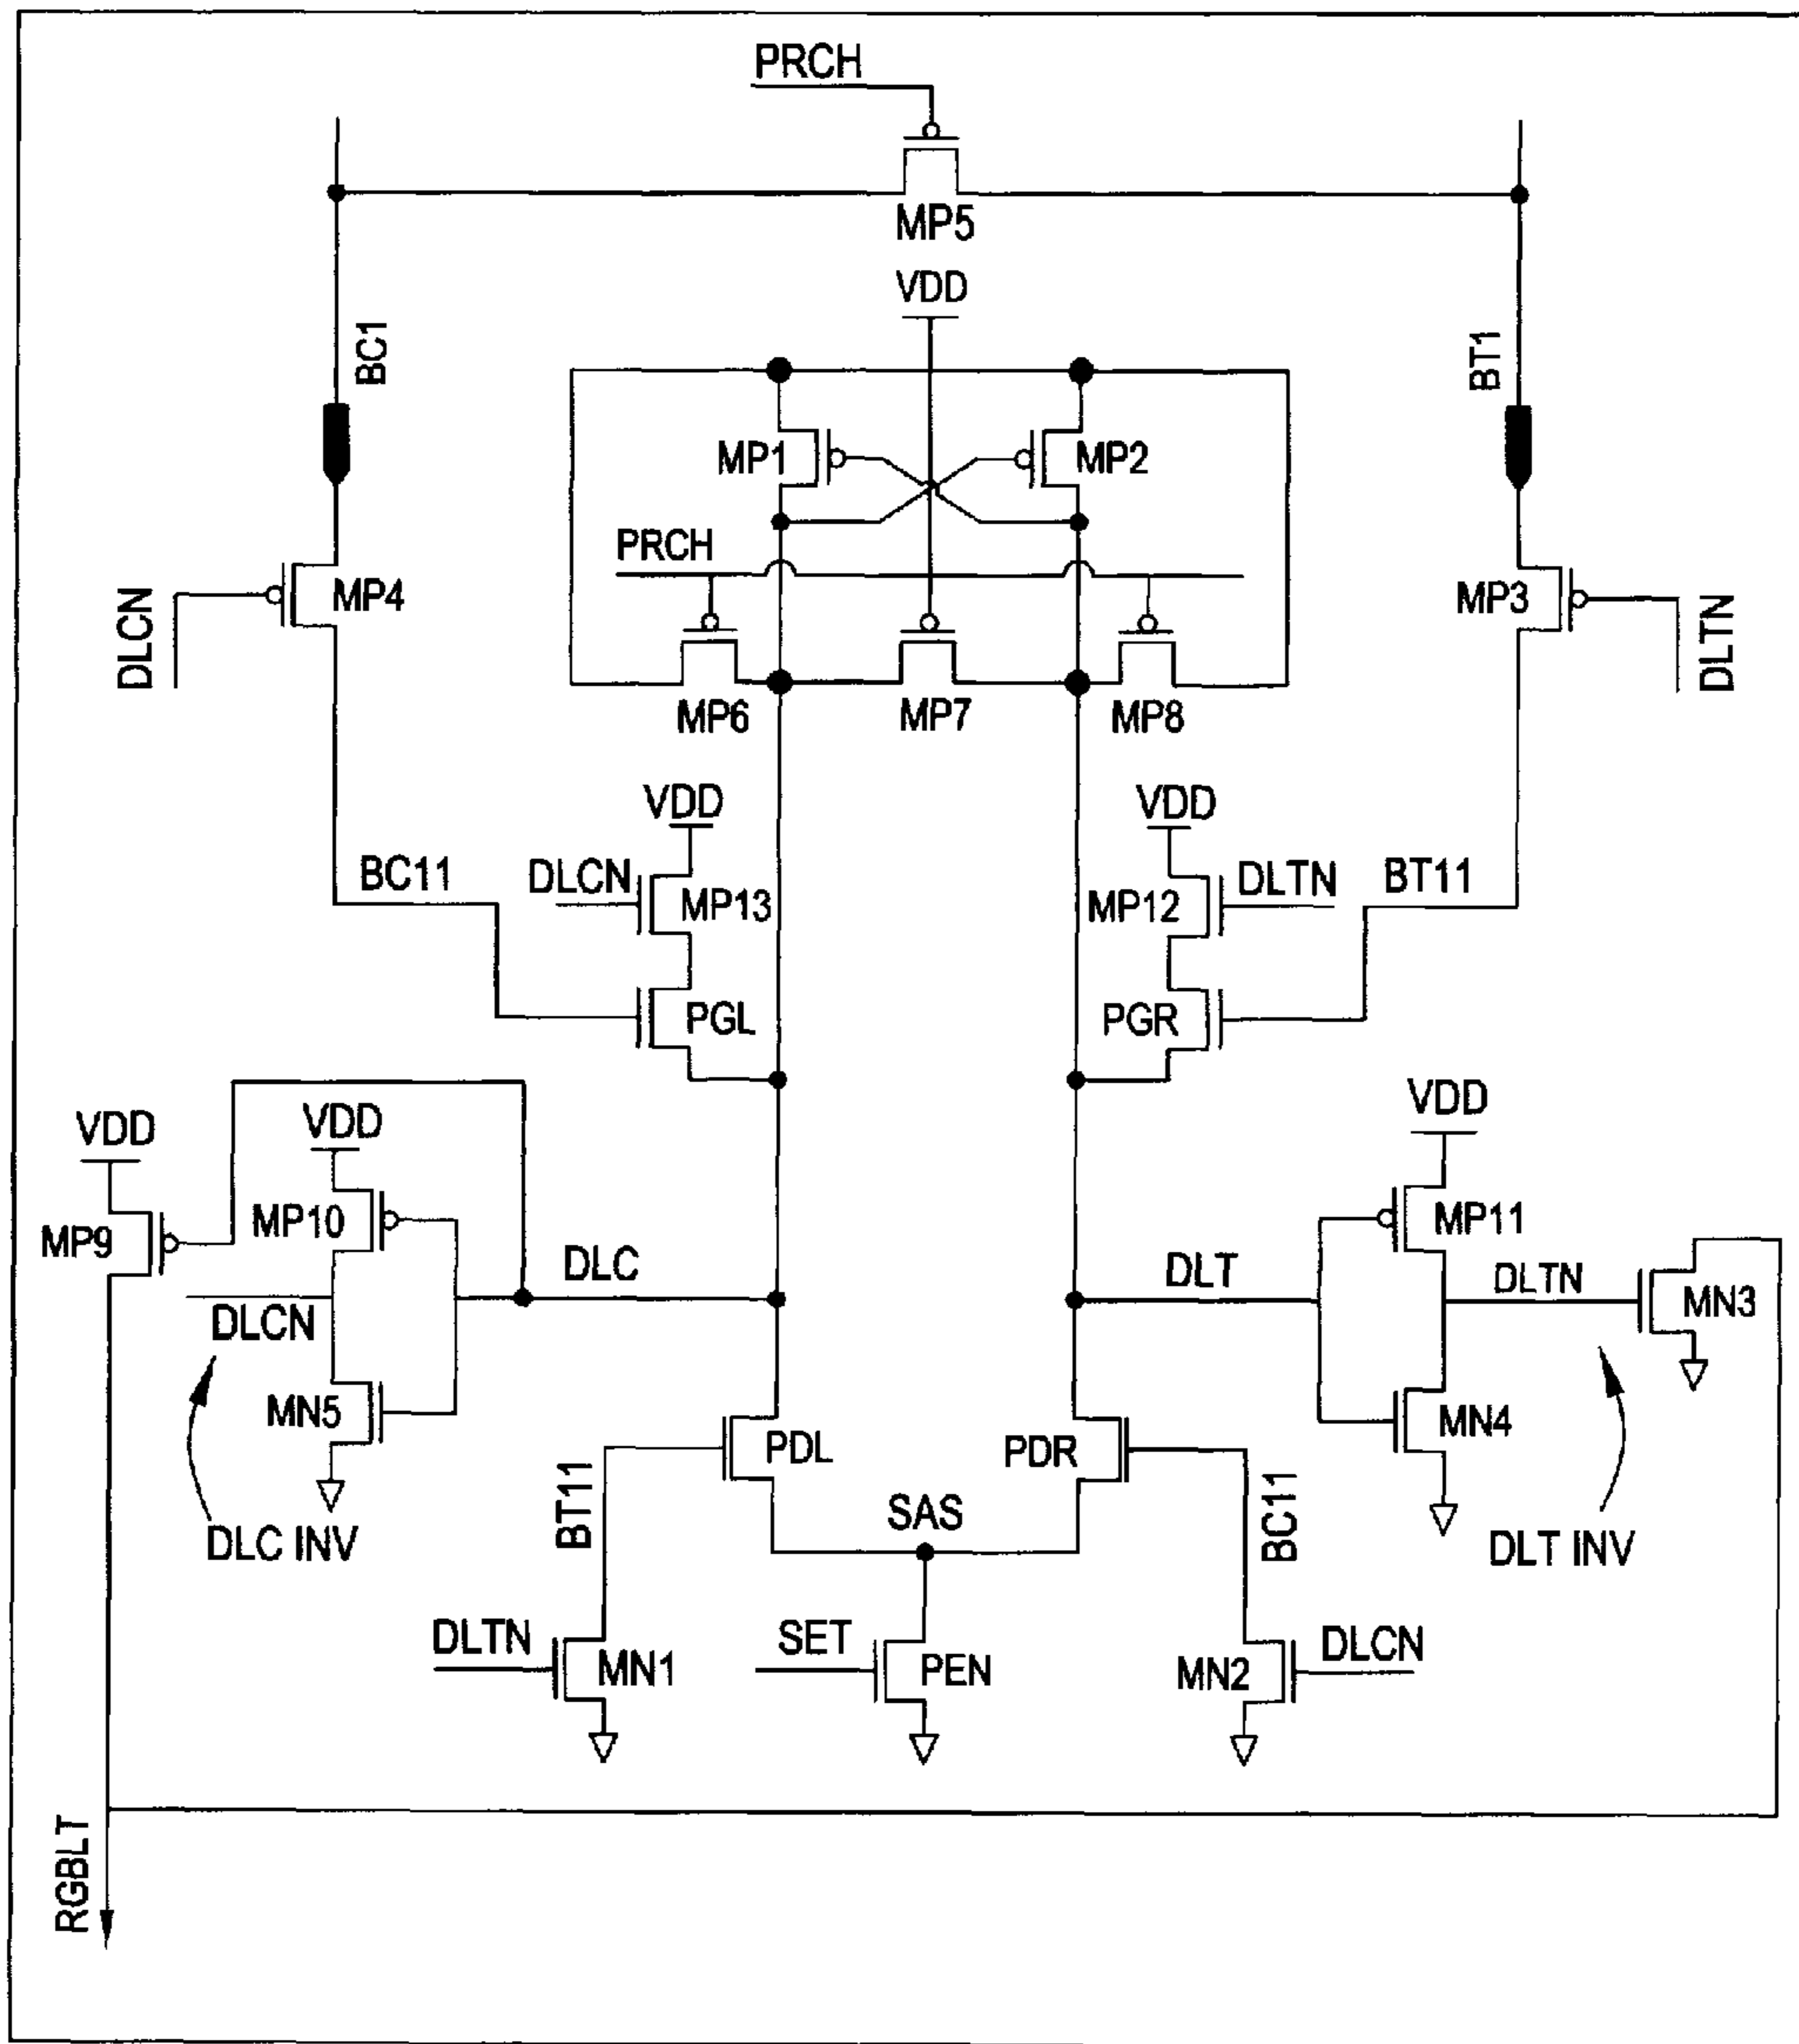 PRCH
MP5
VDD
BC1
BT1
MP1
MP2
PRCH
DLCN
MP4
MP3
DLTN
MP6
MP7
MP8
VDD
VDD
BC11
DLCN
MP13
MP12
DLTN
BT11
PGL
PGR
VDD
VDD
VDD
MP9
MP10
DLC
DLT
MP11
DLCN
DLTN
MN3
MN5
MN4
PDL
PDR
BT11
SAS
BC11
DLC INV
DLT INV
DLTN
MN1
SET
PEN
MN2
DLCN
RGBLT